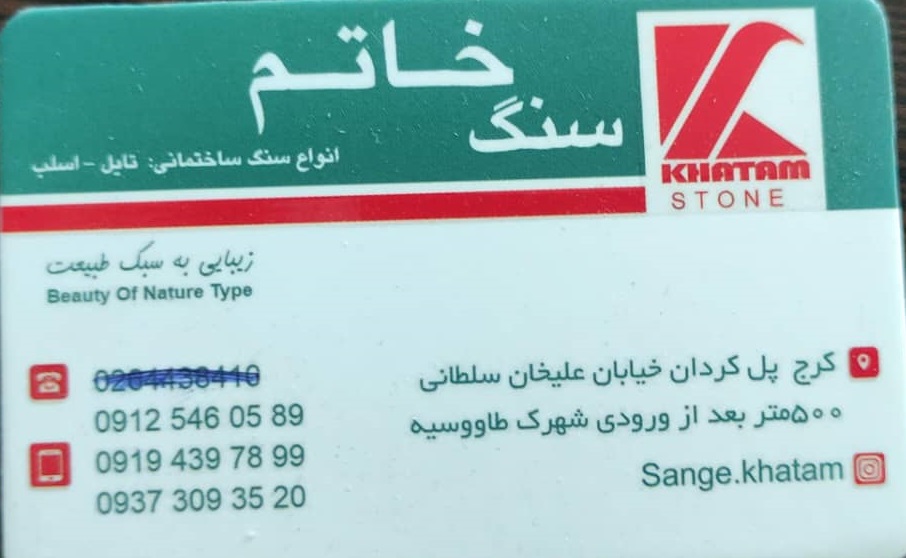 خاتم
سنگ
انواع سنگ ساختمانی: تایل - اسلب
KHATAM
STONE
زیبایی به سبک طبیعت
Beauty Of Nature Type
کرج پل کردان خیابان علیخان سلطانی
۵۰۰متر بعد از ورودی شهرک طاووسیه
Sange.khatam
0912 546 05 89
0919 439 78 99
0937 309 35 20